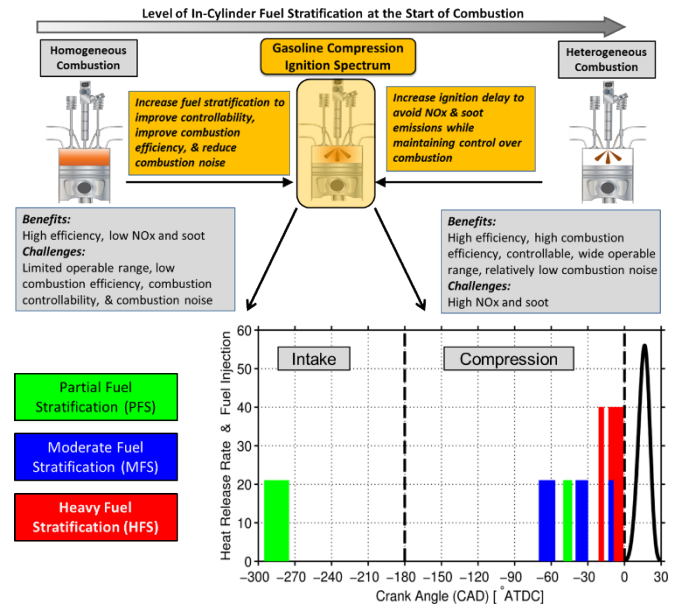 Level of In-Cylinder Fuel Stratification at the Start of Combustion
Homogeneous
Combustion
Gasoline Compression
Ignition Spectrum
Heterogeneous
Combustion
Increase fuel stratification to
improve controllability,
improve combustion
efficiency, & reduce
combustion noise
Increase ignition delay to
avoid NOx & soot
emissions while
maintaining control over
combustion
Benefits:
High efficiency, low NOx and soot
Challenges:
Limited operable range, low
combustion efficiency, combustion
controllability, & combustion noise
Benefits:
High efficiency, high combustion
efficiency, controllable, wide operable
range, relatively low combustion noise
Challenges:
High NOx and soot
Partial Fuel
Stratification (PFS)
Moderate Fuel
Stratification (MFS)
Heavy Fuel
Stratification (HFS)
Heat Release Rate & Fuel Injection
60
50
40
30
20
10
0
Intake
Compression
−300 −270 −240 −210 −180 −150 −120 −90 −60 −30 0 30
Crank Angle (CAD) [°ATDC]